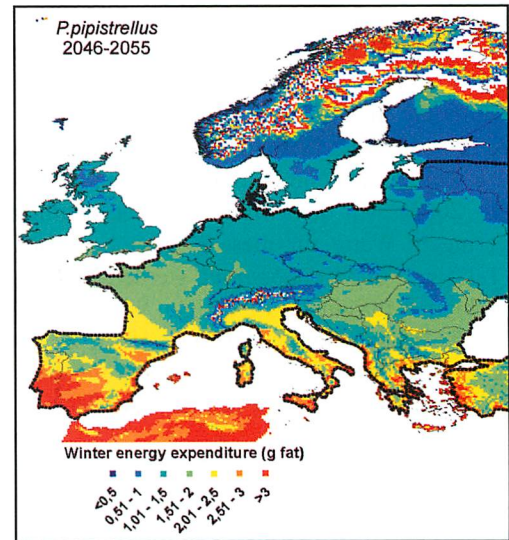 P.pipistrellus
2046-2055
Winter energy expenditure (g fat)
<0,5
0,51 - 1
1,01 - 1,5
1,51 - 2
2,01 - 2,5
2,51 - 3
>3